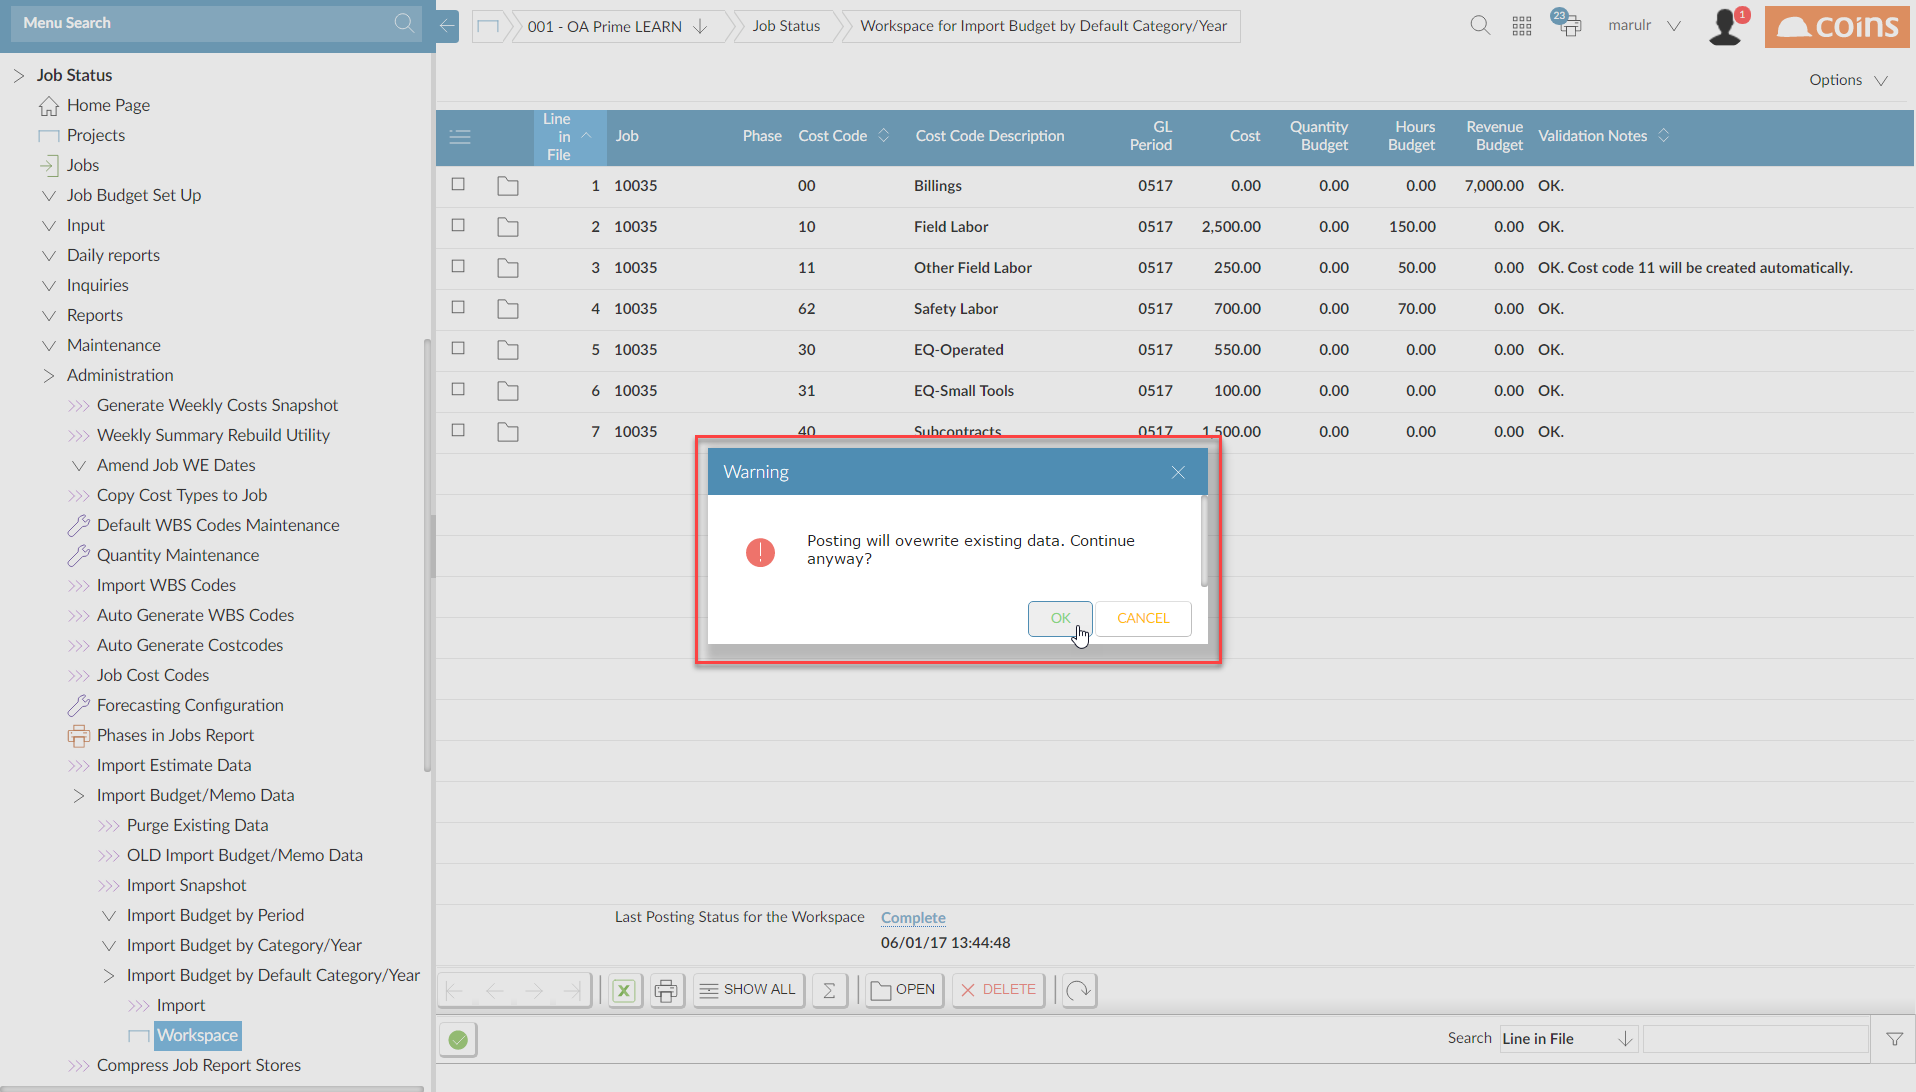 Menu Search
001 - OA Prime LEARN
Job Status
Workspace for Import Budget by Default Category/Year
23
marulr
1
coins
Options
Job Status
Home Page
Projects
Jobs
Job Budget Set Up
Input
Daily reports
Inquiries
Reports
Maintenance
Administration
Generate Weekly Costs Snapshot
Weekly Summary Rebuild Utility
Amend Job WE Dates
Copy Cost Types to Job
Default WBS Codes Maintenance
Quantity Maintenance
Import WBS Codes
Auto Generate WBS Codes
Auto Generate Costcodes
Job Cost Codes
Forecasting Configuration
Phases in Jobs Report
Import Estimate Data
Import Budget/Memo Data
Purge Existing Data
OLD Import Budget/Memo Data
Import Snapshot
Import Budget by Period
Import Budget by Category/Year
Import Budget by Default Category/Year
Import
Workspace
Compress Job Report Stores
Line in File Job Phase Cost Code Cost Code Description GL Period Cost Quantity Budget Hours Budget Revenue Budget Validation Notes
1 10035 00 Billings 0517 0.00 0.00 0.00 7,000.00 OK.
2 10035 10 Field Labor 0517 2,500.00 0.00 150.00 0.00 OK.
3 10035 11 Other Field Labor 0517 250.00 0.00 50.00 0.00 OK. Cost code 11 will be created automatically.
4 10035 62 Safety Labor 0517 700.00 0.00 70.00 0.00 OK.
5 10035 30 EQ-Operated 0517 550.00 0.00 0.00 0.00 OK.
6 10035 31 EQ-Small Tools 0517 100.00 0.00 0.00 0.00 OK.
7 10035 40 Subcontracts 0517 1,500.00 0.00 0.00 0.00 OK.
Warning
Posting will ovewrite existing data. Continue
anyway?
OK
CANCEL
Last Posting Status for the Workspace Complete
06/01/17 13:44:48
SHOW ALL
OPEN
DELETE
Search Line in File